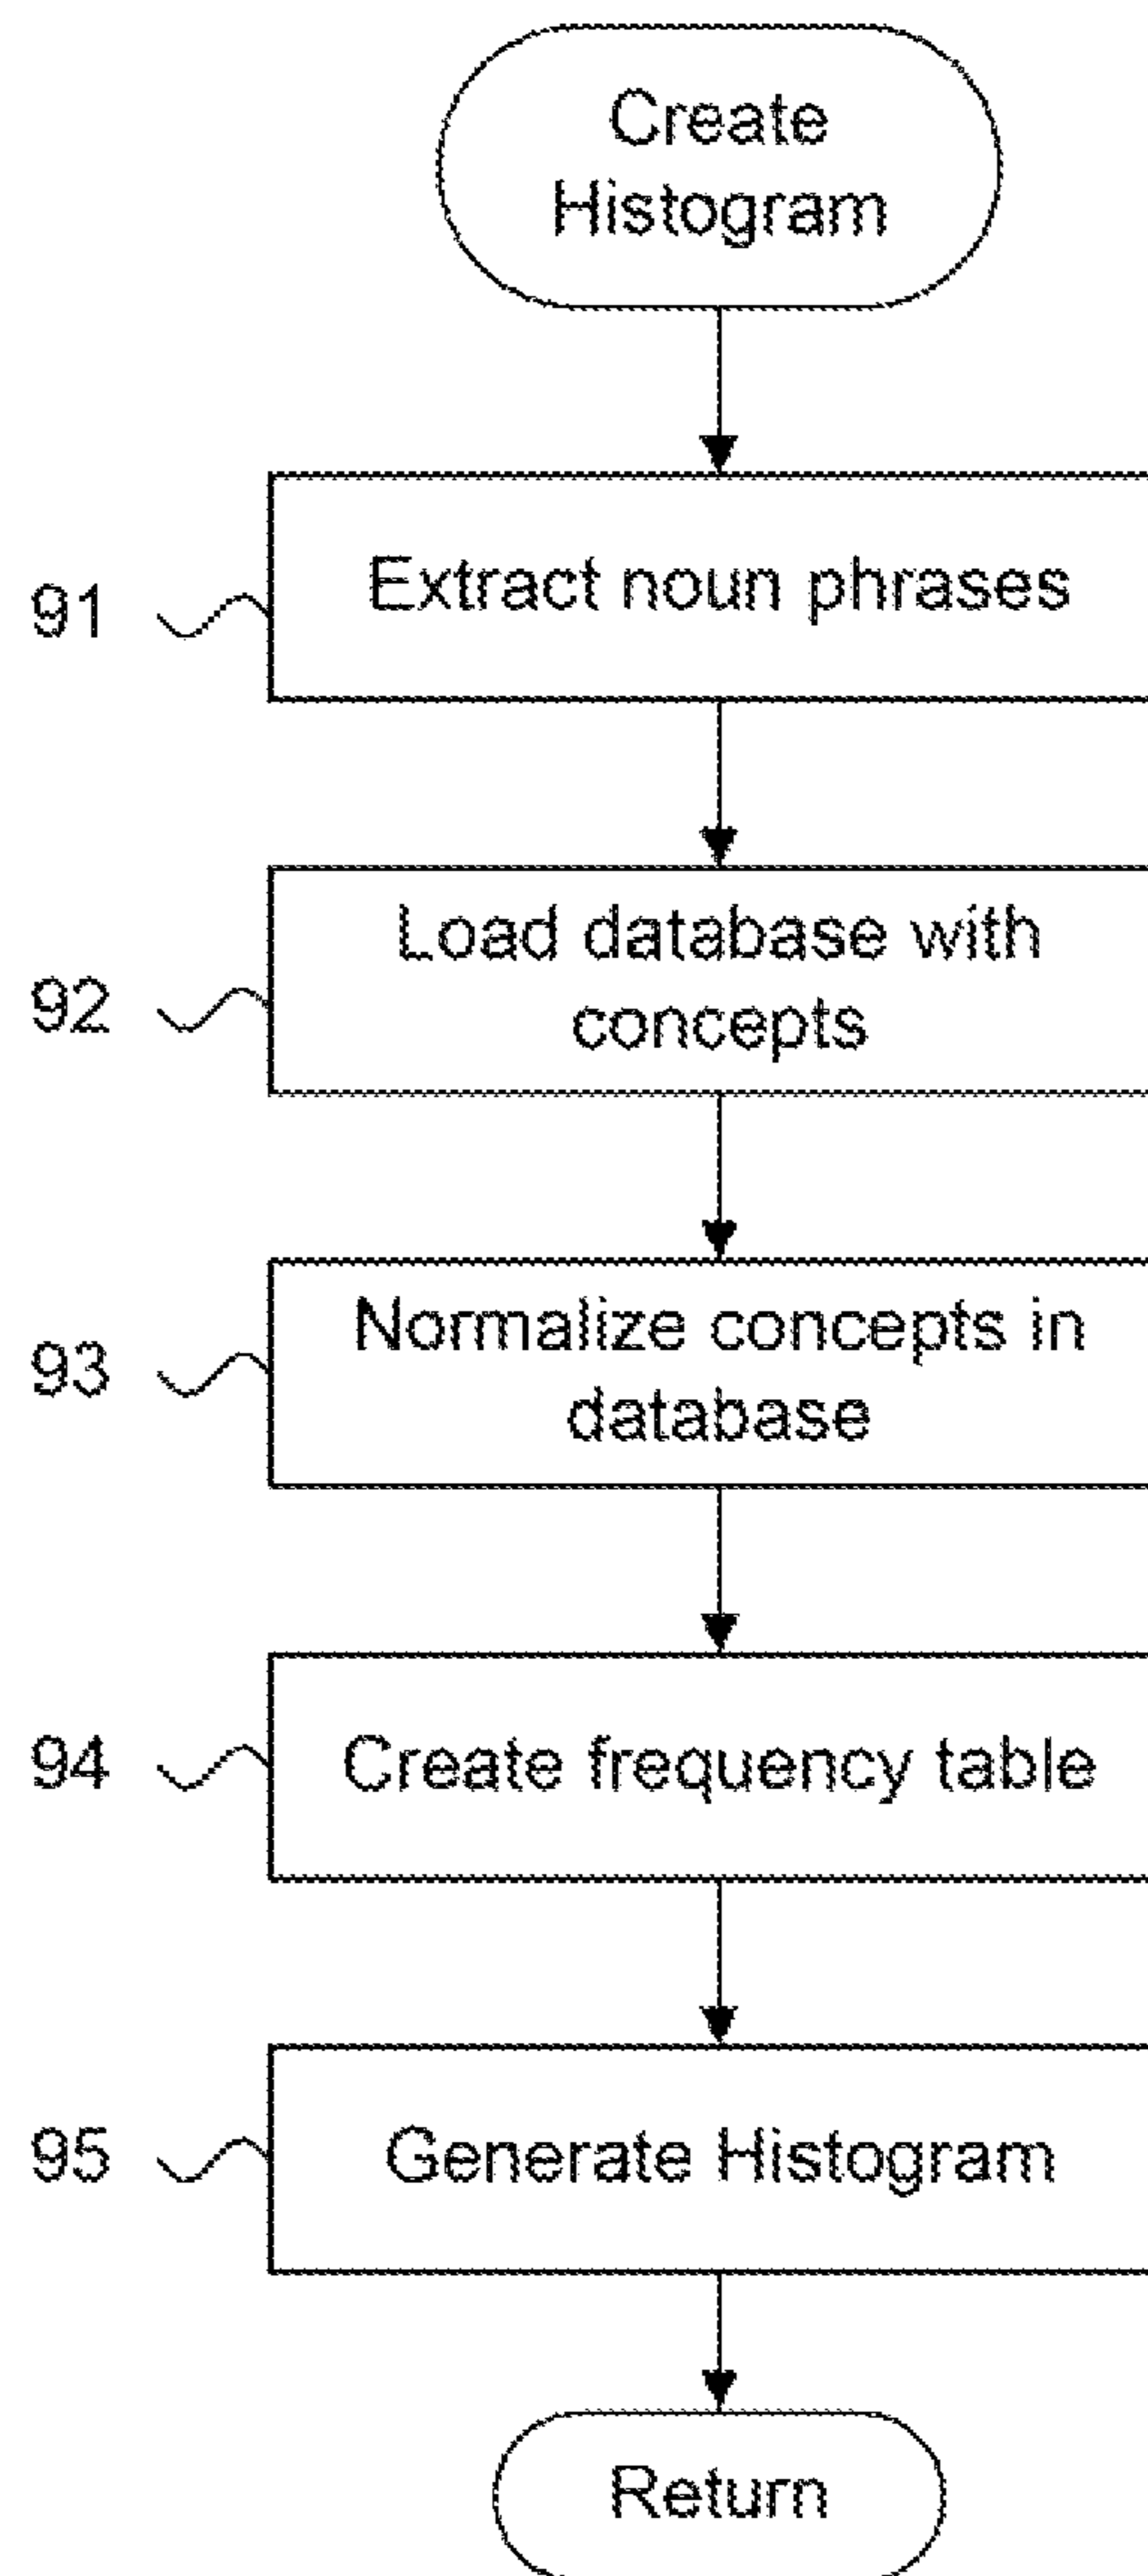 Create
Histogram
91
Extract noun phrases
92
Load database with
concepts
93
Normalize concepts in
database
94
Create frequency table
95
Generate Histogram
Return